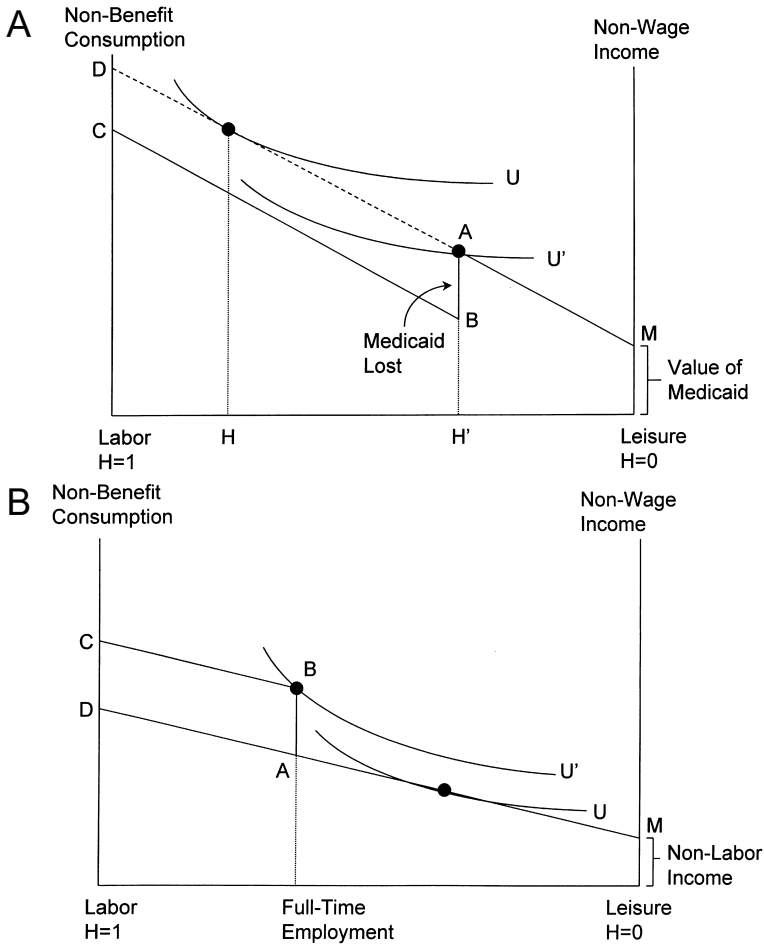 A
Non-Benefit
Consumption
Non-Wage
Income
D
C
U
A
U’
B
Medicaid
Lost
M
Value of
Medicaid
Labor
H=1
H
H’
Leisure
H=0
B
Non-Benefit
Consumption
Non-Wage
Income
C
B
D
A
U’
U
M
Non-Labor
Income
Labor
H=1
Full-Time
Employment
Leisure
H=0